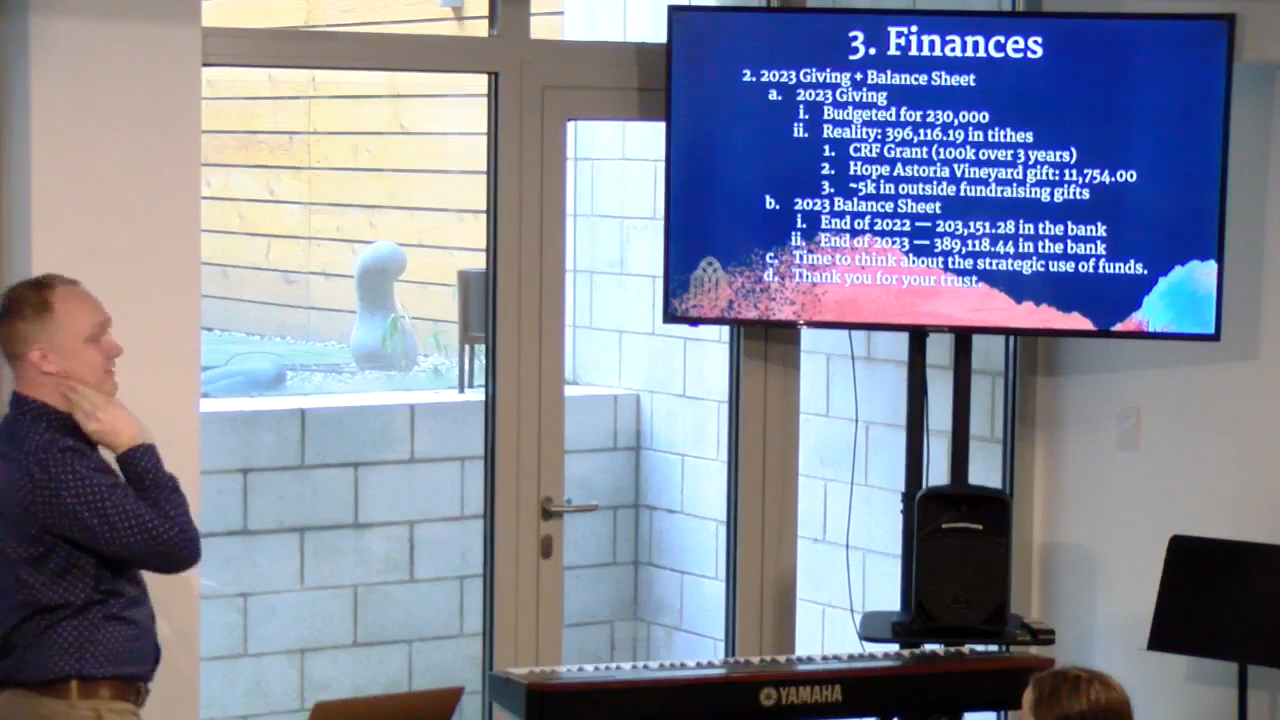 3. Finances
2. 2023 Giving + Balance Sheet
a. 2023 Giving
i. Budgeted for 230,000
ii. Reality: 396,116.19 in tithes
1. CRF Grant (100k over 3 years)
2. Hope Astoria Vineyard gift: 11,754.00
3. ~5k in outside fundraising gifts
b. 2023 Balance Sheet
i. End of 2022 — 203,151.28 in the bank
ii. End of 2023 — 389,118.44 in the bank
c. Time to think about the strategic use of funds.
d. Thank you for your trust.
YAMAHA